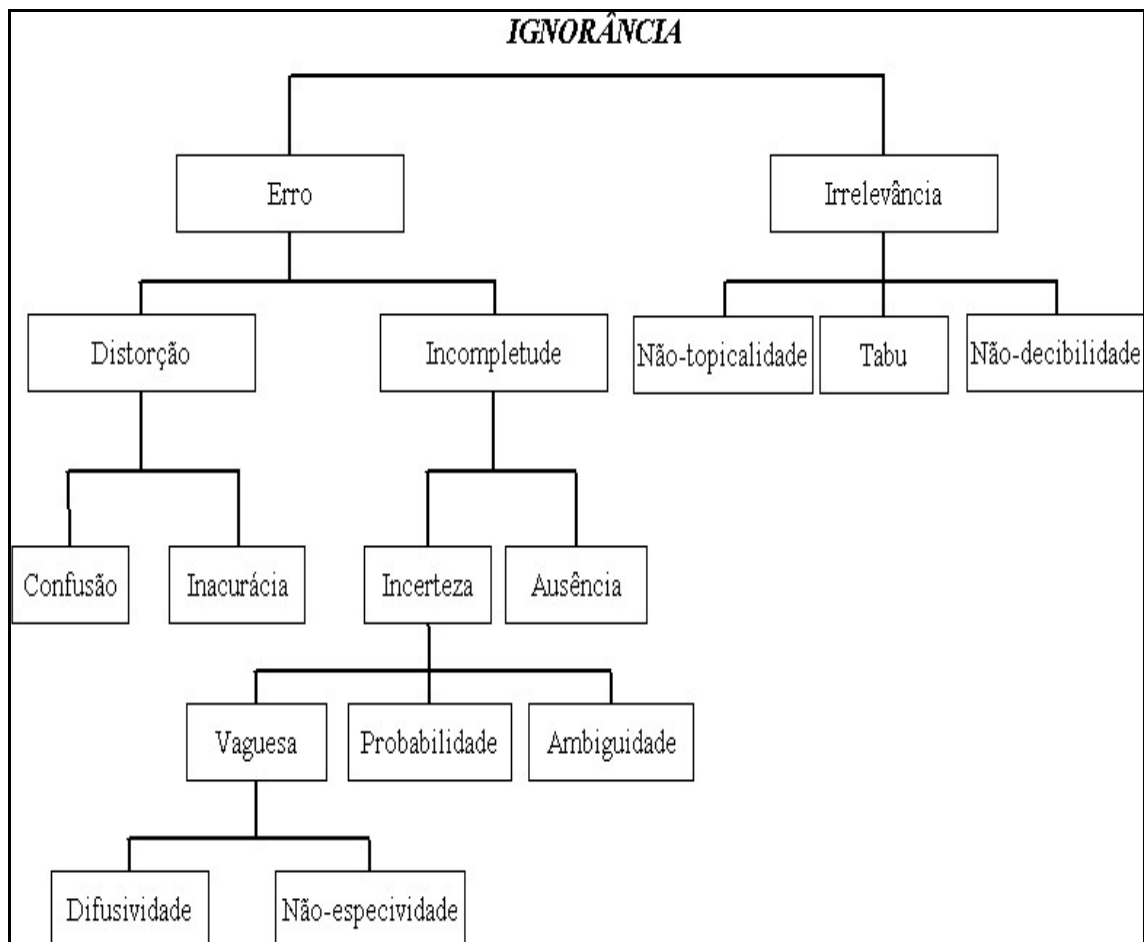 IGNORÂNCIA
Erro
Irrelevância
Distorção
Incompletude
Não-topicalidade
Tabu
Não-decibilidade
Confusão
Inacurácia
Incerteza
Ausência
Vaguesa
Probabilidade
Ambiguidade
Difusividade
Não-especividade